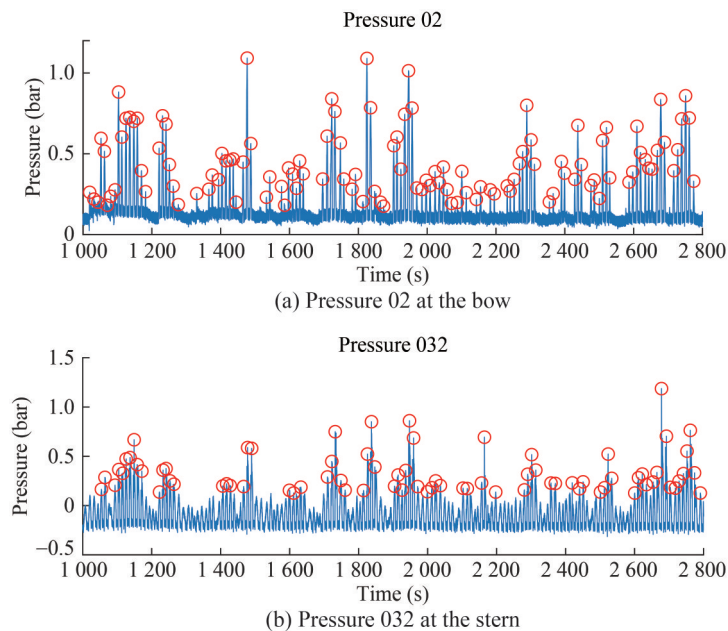 Pressure 02
1.0
0.5
0
Pressure (bar)
1 000 1 200 1 400 1 600 1 800 2 000 2 200 2 400 2 600 2 800
Time (s)
(a) Pressure 02 at the bow
Pressure 032
1.5
1.0
0.5
0
−0.5
Pressure (bar)
1 000 1 200 1 400 1 600 1 800 2 000 2 200 2 400 2 600 2 800
Time (s)
(b) Pressure 032 at the stern